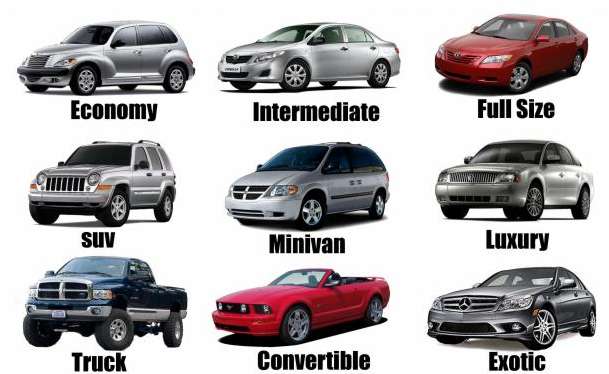 Economy
Intermediate
Full Size
suv
Minivan
Luxury
Truck
Convertible
Exotic